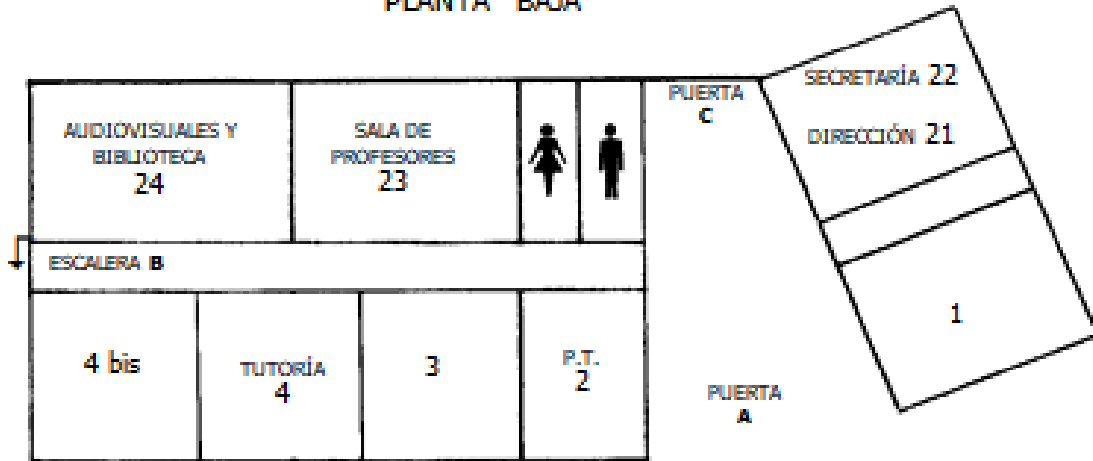 PLANTA BAJA
AUDIOVISUALES Y
BIBLIOTECA
24
SALA DE
PROFESORES
23
PUERTA
C
SECRETARÍA 22
DIRECCIÓN 21
ESCALERA B
4 bis
TUTORÍA
4
3
P.T.
2
PUERTA
A
1